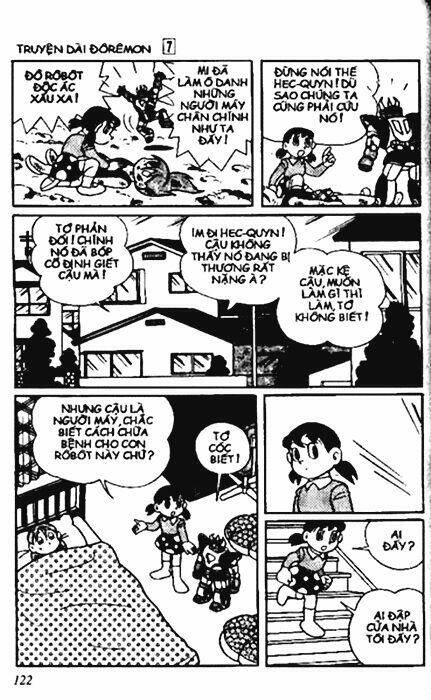 TRUYỆN DÀI ĐÔRÊMON 7
ĐỒ RÔBỐT
ĐỘC ÁC
XẤU XA!
MI ĐÃ
LÀM Ô DANH
NHỮNG
NGƯỜI MÁY
CHÂN CHÍNH
NHƯ TA
ĐẤY!
ĐỪNG NÓI THẾ
HEC-QUYN! DÙ
SAO CHÚNG TA
CŨNG PHẢI CỨU
NÓ!
TỚ PHẢN
ĐỐI! CHÍNH
NÓ ĐÃ BÓP
CỔ ĐỊNH GIẾT
CẬU MÀ!
IM ĐI HEC-QUYN!
CẬU KHÔNG
THẤY NÓ ĐANG BỊ
THƯƠNG RẤT
NẶNG À?
MẶC KỆ
CẬU, MUỐN
LÀM GÌ THÌ
LÀM, TỚ
KHÔNG BIẾT!
NHƯNG CẬU LÀ
NGƯỜI MÁY, CHẮC
BIẾT CÁCH CHỮA
BỆNH CHO CON
RÔBỐT NÀY CHỨ?
TỚ
CÓC
BIẾT!
AI
ĐẤY?
AI ĐẬP
CỬA NHÀ
TÔI ĐẤY?
122